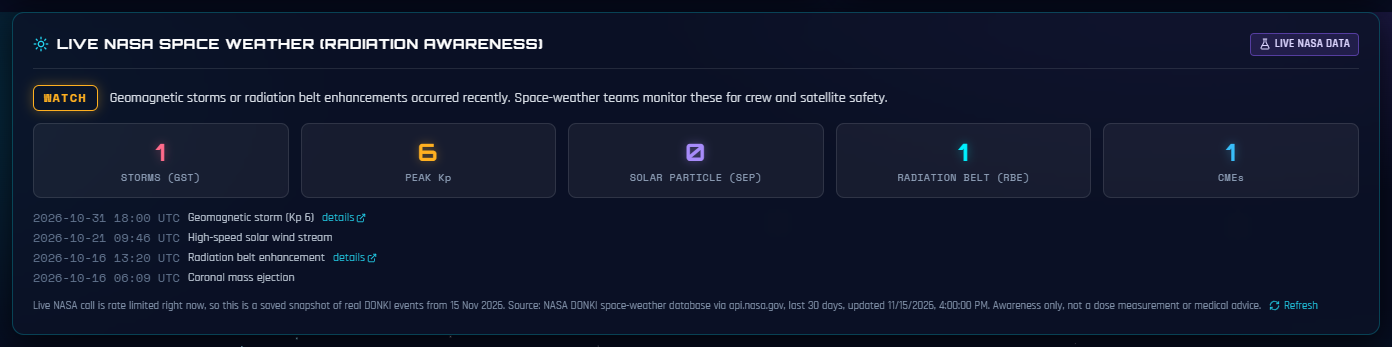 LIVE NASA SPACE WEATHER (RADIATION AWARENESS)
LIVE NASA DATA
WATCH Geomagnetic storms or radiation belt enhancements occurred recently. Space-weather teams monitor these for crew and satellite safety.
1
STORMS (GST)
6
PEAK Kp
0
SOLAR PARTICLE (SEP)
1
RADIATION BELT (RBE)
1
CMEs
2026-10-31 18:00 UTC Geomagnetic storm (Kp 6) details
2026-10-21 09:46 UTC High-speed solar wind stream
2026-10-16 13:20 UTC Radiation belt enhancement details
2026-10-16 06:09 UTC Coronal mass ejection
Live NASA call is rate limited right now, so this is a saved snapshot of real DONKI events from 15 Nov 2026. Source: NASA DONKI space-weather database via api.nasa.gov, last 30 days, updated 11/15/2026, 4:00:00 PM. Awareness only, not a dose measurement or medical advice. Refresh